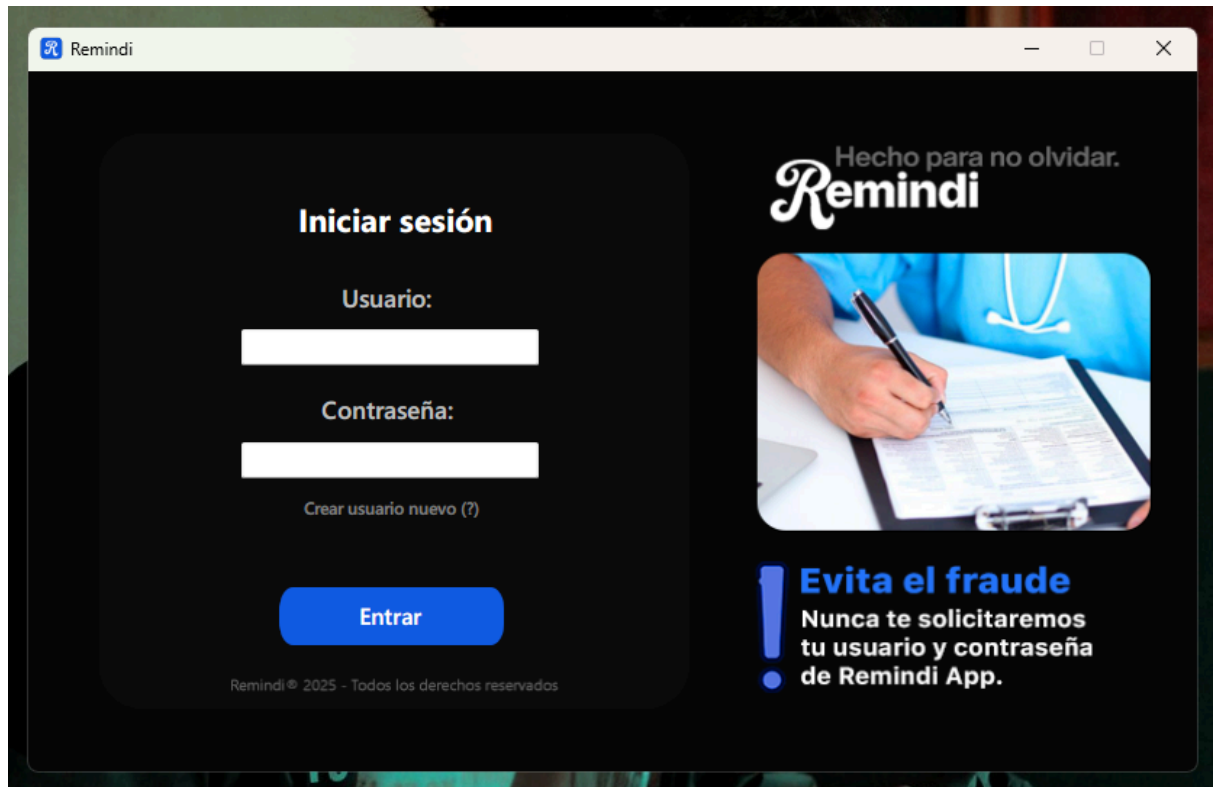 Remindi
Iniciar sesión
Usuario:
Contraseña:
Crear usuario nuevo (?)
Entrar
Remindi® 2025 - Todos los derechos reservados
Hecho para no olvidar.
Remindi
Evita el fraude
Nunca te solicitaremos
tu usuario y contraseña
de Remindi App.